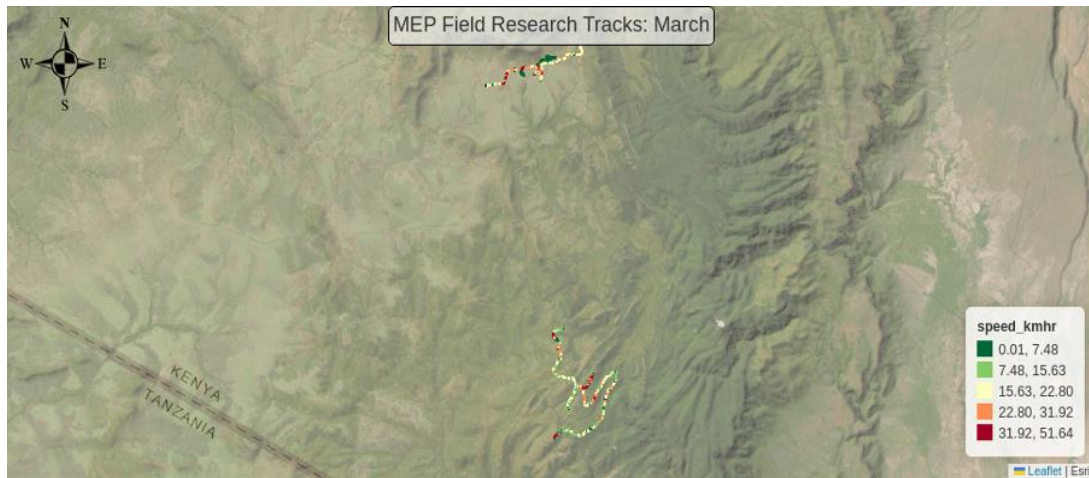 MEP Field Research Tracks: March
N
W
E
S
KENYA
TANZANIA
speed_kmhr
0.01, 7.48
7.48, 15.63
15.63, 22.80
22.80, 31.92
31.92, 51.64
Leaflet | Esri